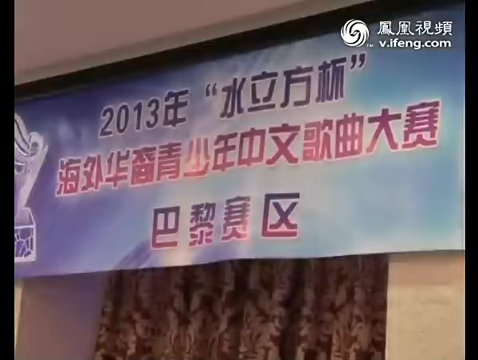 鳳凰視頻
v.ifeng.com
2013年“水立方杯”
海外华裔青少年中文歌曲大赛
巴黎赛区